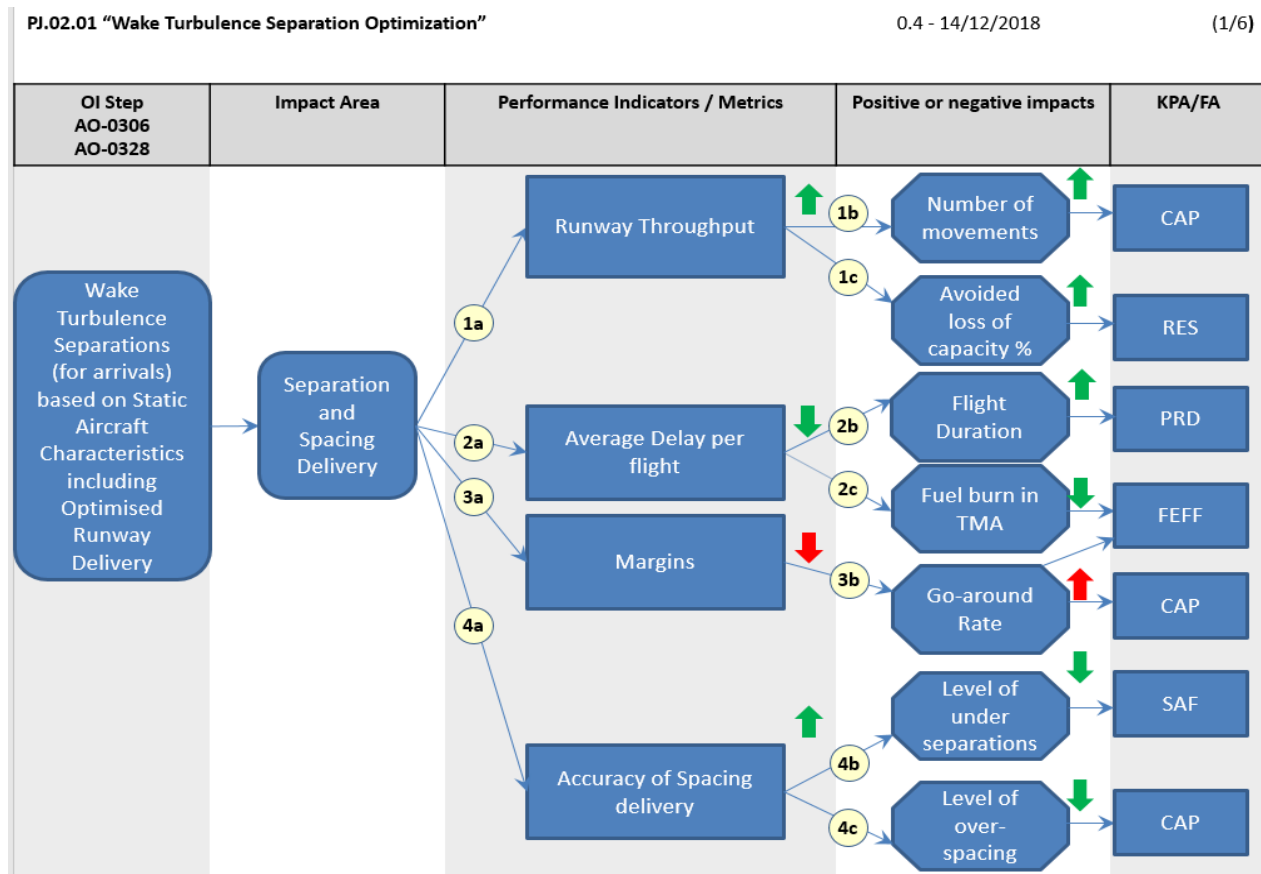 PJ.02.01 “Wake Turbulence Separation Optimization”
0.4 - 14/12/2018
(1/6)
OI Step
AO-0306
AO-0328
Impact Area
Performance Indicators / Metrics
Positive or negative impacts
KPA/FA
Wake
Turbulence
Separations
(for arrivals)
based on Static
Aircraft
Characteristics
including
Optimised
Runway
Delivery
Separation
and
Spacing
Delivery
1a
2a
3a
4a
Runway Throughput
1b
1c
Number of
movements
CAP
Avoided
loss of
capacity %
RES
Average Delay per
flight
2b
2c
Flight
Duration
PRD
Fuel burn in
TMA
FEFF
Margins
3b
Go-around
Rate
CAP
Accuracy of Spacing
delivery
4b
4c
Level of
under
separations
SAF
Level of
over-
spacing
CAP